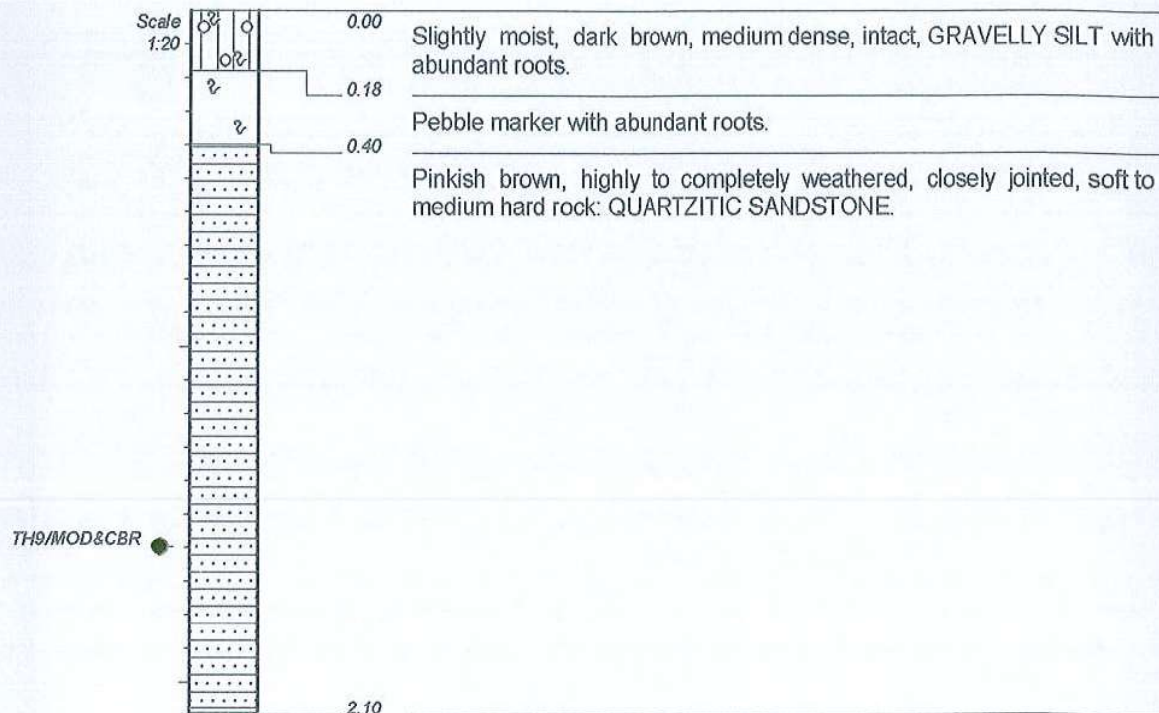 Scale
1:20
0.00
Slightly moist, dark brown, medium dense, intact, GRAVELLY SILT with
abundant roots.
0.18
Pebble marker with abundant roots.
0.40
Pinkish brown, highly to completely weathered, closely jointed, soft to
medium hard rock: QUARTZITIC SANDSTONE.
TH9/MOD&CBR
2.10